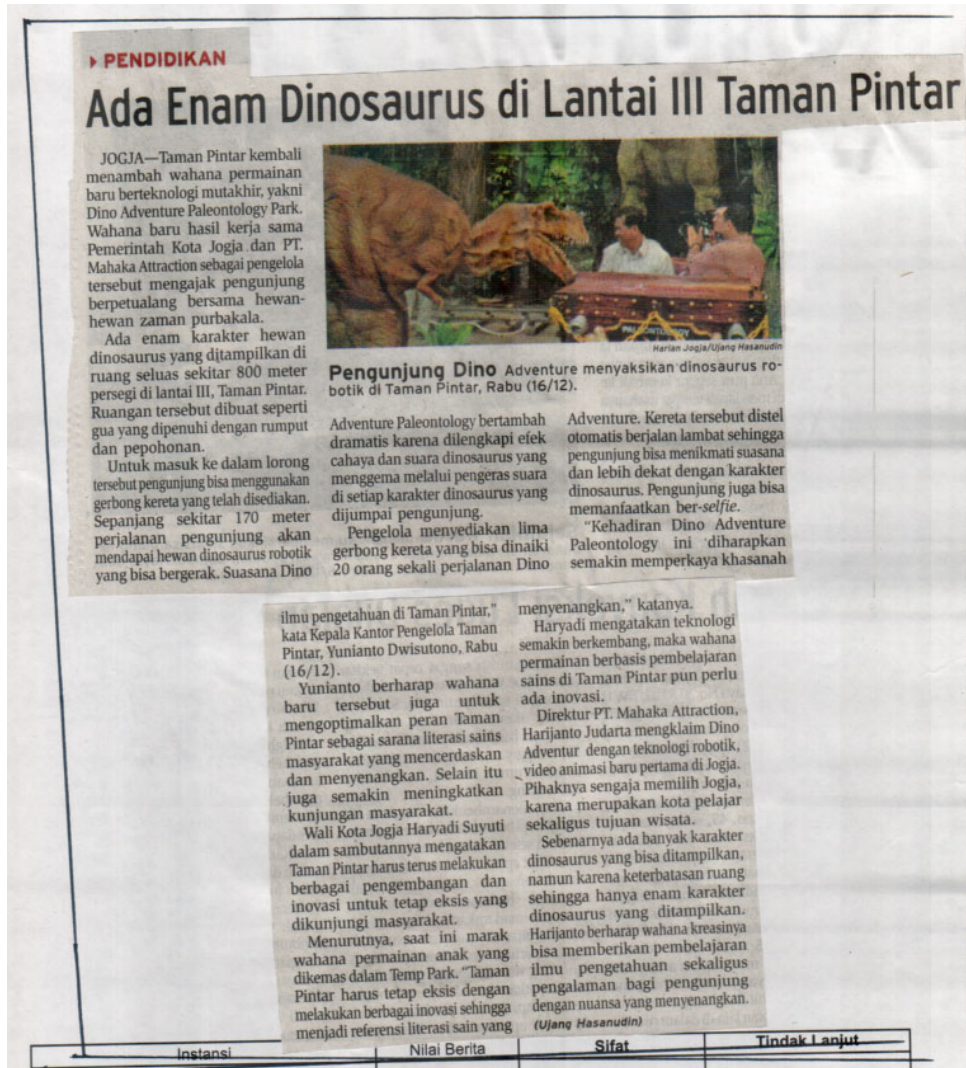 PENDIDIKAN
Ada Enam Dinosaurus di Lantai III Taman Pintar
JOGJA—Taman Pintar kembali
menambah wahana permainan
baru berteknologi mutakhir, yakni
Dino Adventure Paleontology Park.
Wahana baru hasil kerja sama
Pemerintah Kota Jogja dan PT.
Mahaka Attraction sebagai pengelola
tersebut mengajak pengunjung
berpetualang bersama hewan-
hewan zaman purbakala.
Ada enam karakter hewan
dinosaurus yang ditampilkan di
ruang seluas sekitar 800 meter
persegi di lantai III, Taman Pintar.
Ruangan tersebut dibuat seperti
gua yang dipenuhi dengan rumput
dan pepohonan.
Untuk masuk ke dalam lorong
tersebut pengunjung bisa menggunakan
gerbong kereta yang telah disediakan.
Sepanjang sekitar 170 meter
perjalanan pengunjung akan
mendapai hewan dinosaurus robotik
yang bisa bergerak. Suasana Dino
PALEONTOLOGY
Harian Jogja/Ujang Hasanudin
Pengunjung Dino Adventure menyaksikan dinosaurus ro-
botik di Taman Pintar, Rabu (16/12).
Adventure Paleontology bertambah
dramatis karena dilengkapi efek
cahaya dan suara dinosaurus yang
menggema melalui pengeras suara
di setiap karakter dinosaurus yang
dijumpai pengunjung.
Pengelola menyediakan lima
gerbong kereta yang bisa dinaiki
20 orang sekali perjalanan Dino
Adventure. Kereta tersebut distel
otomatis berjalan lambat sehingga
pengunjung bisa menikmati suasana
dan lebih dekat dengan karakter
dinosaurus. Pengunjung juga bisa
memanfaatkan ber-selfie.
"Kehadiran Dino Adventure
Paleontology ini diharapkan
semakin memperkaya khasanah
ilmu pengetahuan di Taman Pintar,"
kata Kepala Kantor Pengelola Taman
Pintar, Yunianto Dwisutono, Rabu
(16/12).
Yunianto berharap wahana
baru tersebut juga untuk
mengoptimalkan peran Taman
Pintar sebagai sarana literasi sains
masyarakat yang mencerdaskan
dan menyenangkan. Selain itu
juga semakin meningkatkan
kunjungan masyarakat.
Wali Kota Jogja Haryadi Suyuti
dalam sambutannya mengatakan
Taman Pintar harus terus melakukan
berbagai pengembangan dan
inovasi untuk tetap eksis yang
dikunjungi masyarakat.
Menurutnya, saat ini marak
wahana permainan anak yang
dikemas dalam Temp Park. "Taman
Pintar harus tetap eksis dengan
melakukan berbagai inovasi sehingga
menjadi referensi literasi sain yang
menyenangkan," katanya.
Haryadi mengatakan teknologi
semakin berkembang, maka wahana
permainan berbasis pembelajaran
sains di Taman Pintar pun perlu
ada inovasi.
Direktur PT. Mahaka Attraction,
Harijanto Judarta mengklaim Dino
Adventur dengan teknologi robotik,
video animasi baru pertama di Jogja.
Pihaknya sengaja memilih Jogja,
karena merupakan kota pelajar
sekaligus tujuan wisata.
Sebenarnya ada banyak karakter
dinosaurus yang bisa ditampilkan,
namun karena keterbatasan ruang
sehingga hanya enam karakter
dinosaurus yang ditampilkan.
Harijanto berharap wahana kreasinya
bisa memberikan pembelajaran
ilmu pengetahuan sekaligus
pengalaman bagi pengunjung
dengan nuansa yang menyenangkan.
(Ujang Hasanudin)
Instansi Nilai Berita Sifat Tindak Lanjut